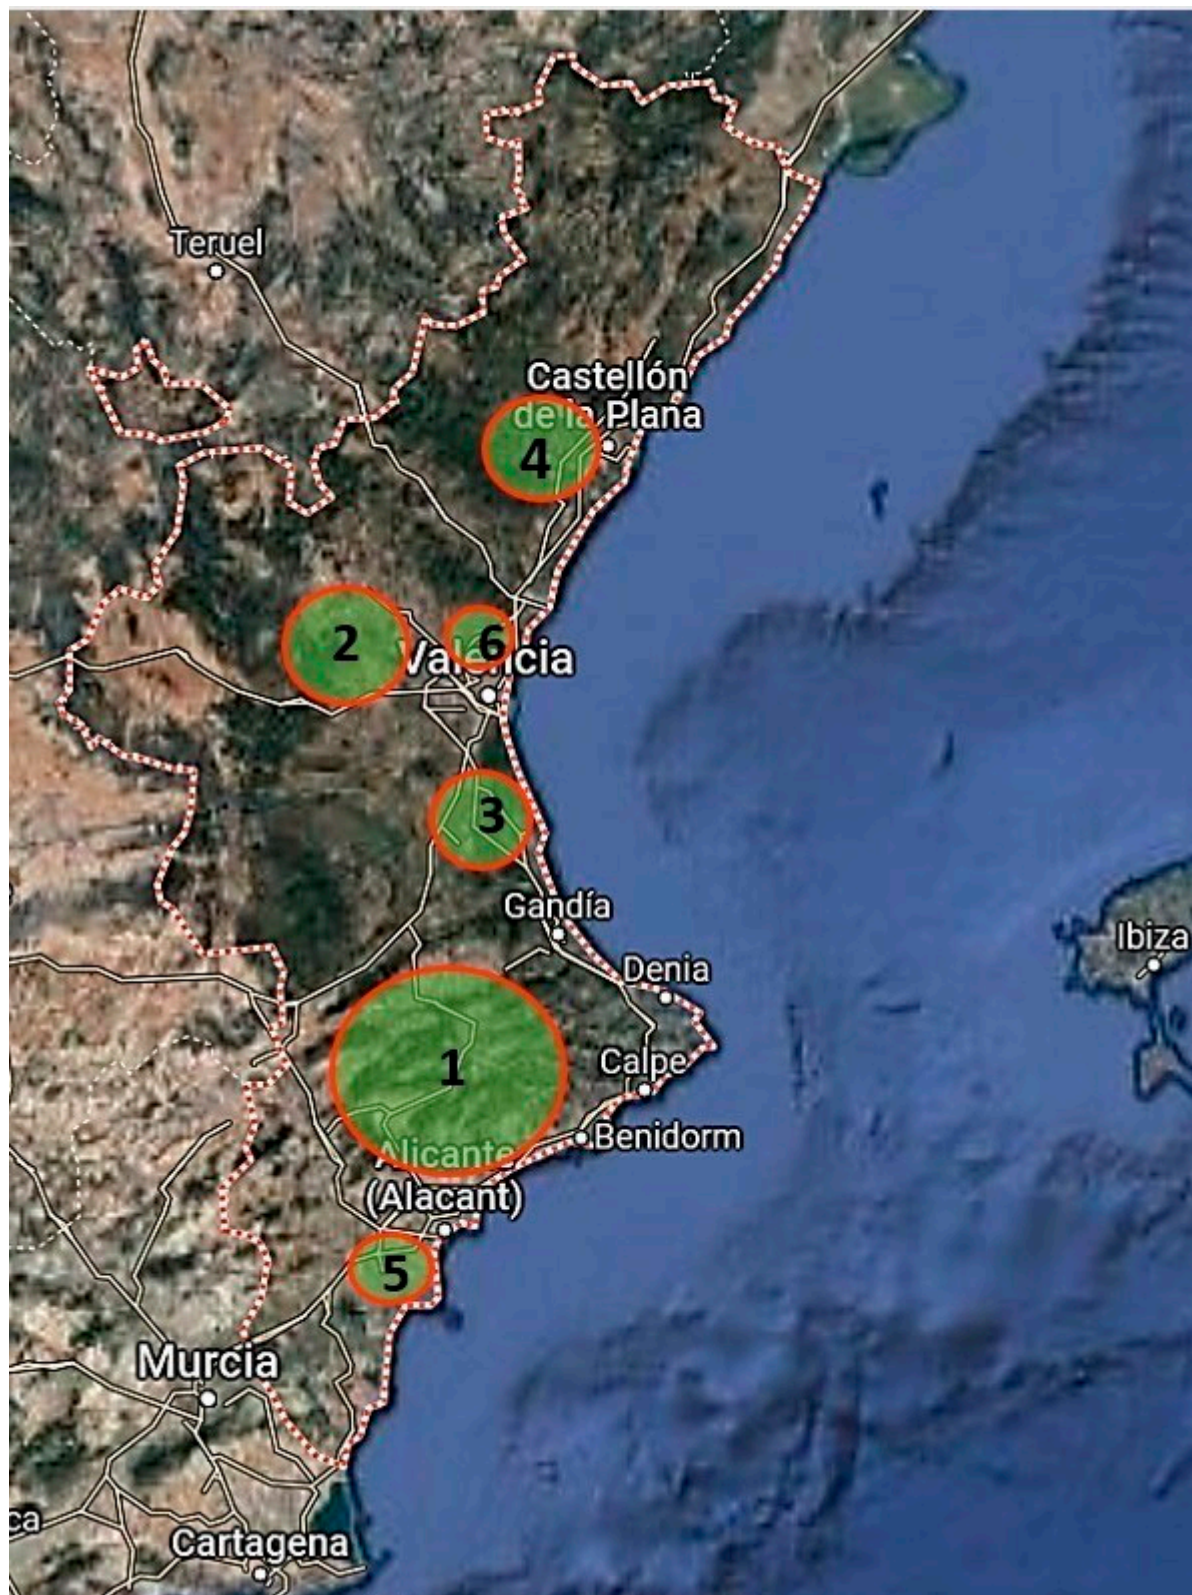 Teruel
Castellón
de la Plana
4
2
6
Valencia
3
Gandía
Ibiza
Denia
1
Calpe
Benidorm
Alicante
(Alacant)
5
Murcia
ca
Cartagena